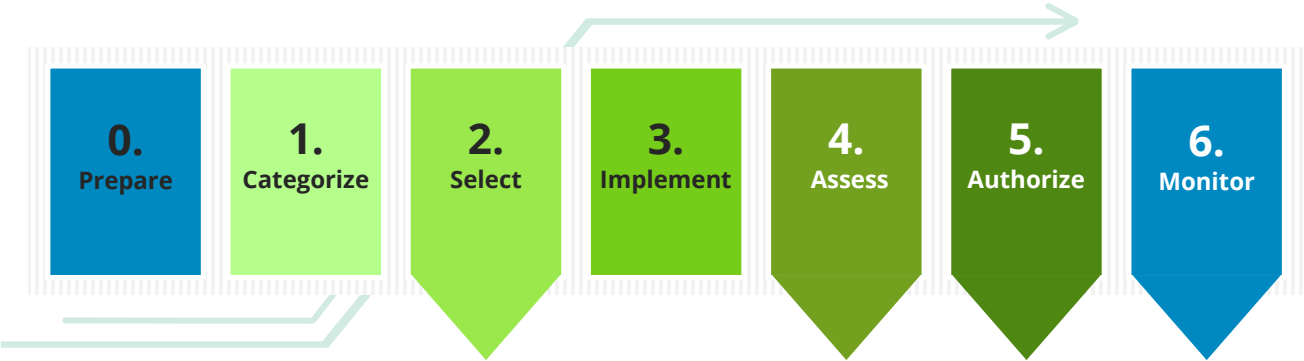 0.
Prepare
1.
Categorize
2.
Select
3.
Implement
4.
Assess
5.
Authorize
6.
Monitor